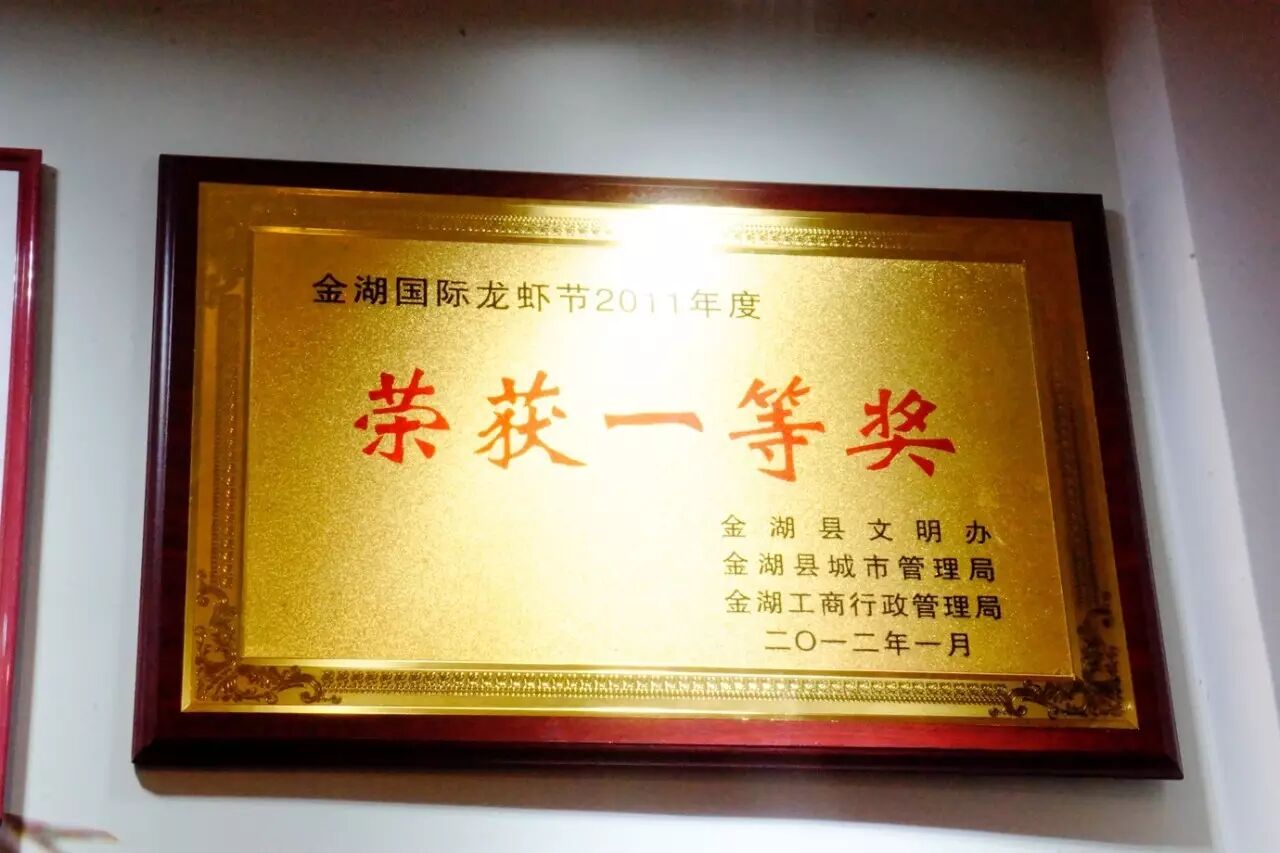 金湖国际龙虾节2011年度
荣获一等奖
金湖县文明办
金湖县城市管理局
金湖工商行政管理局
二〇一二年一月